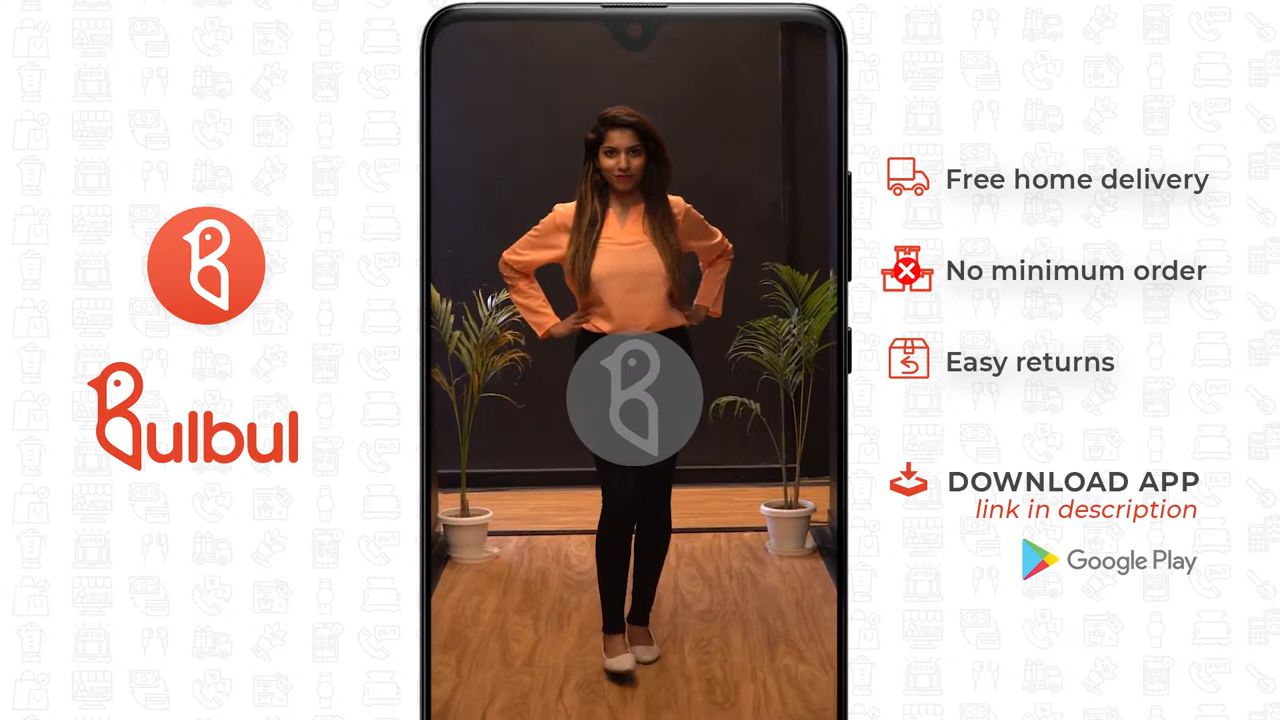 Bulbul
Free home delivery
No minimum order
Easy returns
DOWNLOAD APP
link in description
Google Play